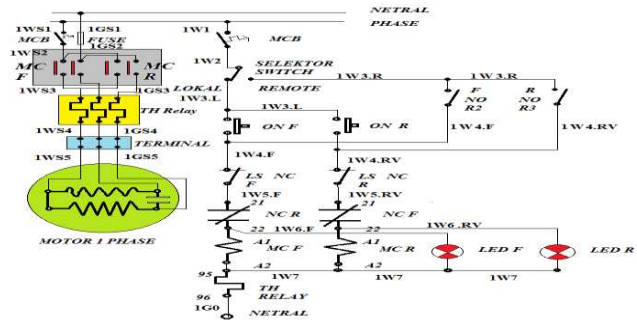 NETRAL
PHASE
1WS1 1GS1 1W1
MCB FUSE MCB
1WS2 1GS2
1W2
SELEKTOR
SWITCH
MC F MC R
LOKAL REMOTE
1W3.R 1W3.R
1WS3 1GS3
1W3.L 1W3.L
F NO R2
R NO R3
TH Relay
ON F ON R
1W4.F 1W4.RV
1WS4 1GS4
TERMINAL
1WS5 1GS5
1W4.F 1W4.RV
LS NC F
LS NC R
1W5.F 1W5.RV
21 21
NC R NC F
22 1W6.F 22 1W6.RV
MOTOR 1 PHASE
A1 A1
MC F MC R LED F LED R
A2 A2
1W7 1W7 1W7
95
TH
RELAY
96
1G0
NETRAL